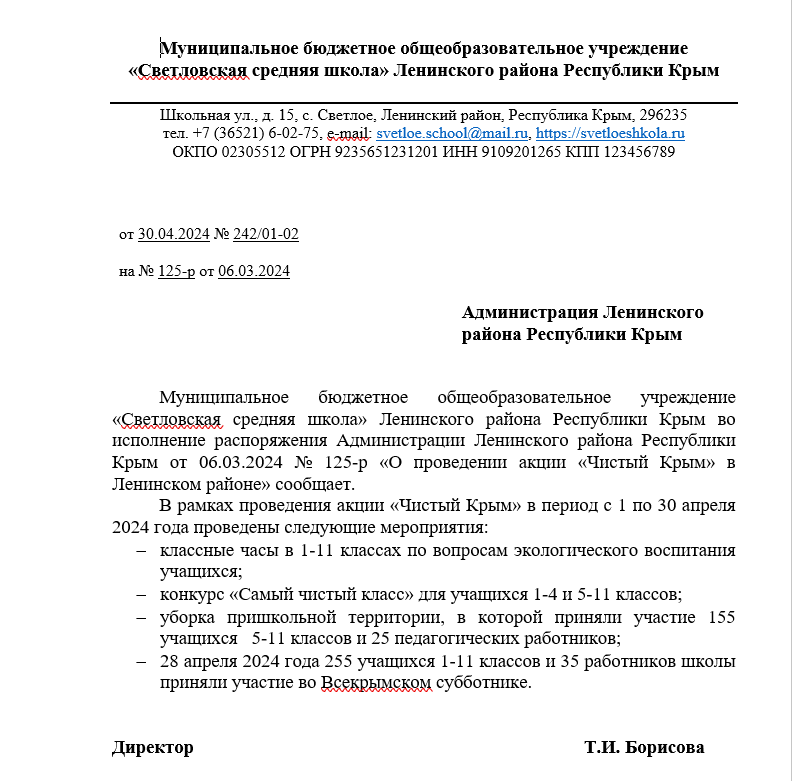 Муниципальное бюджетное общеобразовательное учреждение
«Светловская средняя школа» Ленинского района Республики Крым
Школьная ул., д. 15, с. Светлое, Ленинский район, Республика Крым, 296235
тел. +7 (36521) 6-02-75, e-mail: svetloe.school@mail.ru, https://svetloeshkola.ru
ОКПО 02305512 ОГРН 9235651231201 ИНН 9109201265 КПП 123456789
от 30.04.2024 № 242/01-02
на № 125-р от 06.03.2024
Администрация Ленинского
района Республики Крым
Муниципальное бюджетное общеобразовательное учреждение
«Светловская средняя школа» Ленинского района Республики Крым во
исполнение распоряжения Администрации Ленинского района Республики
Крым от 06.03.2024 № 125-р «О проведении акции «Чистый Крым» в
Ленинском районе» сообщает.
В рамках проведения акции «Чистый Крым» в период с 1 по 30 апреля
2024 года проведены следующие мероприятия:
– классные часы в 1-11 классах по вопросам экологического воспитания
учащихся;
– конкурс «Самый чистый класс» для учащихся 1-4 и 5-11 классов;
– уборка пришкольной территории, в которой приняли участие 155
учащихся 5-11 классов и 25 педагогических работников;
– 28 апреля 2024 года 255 учащихся 1-11 классов и 35 работников школы
приняли участие во Всекрымском субботнике.
Директор Т.И. Борисова